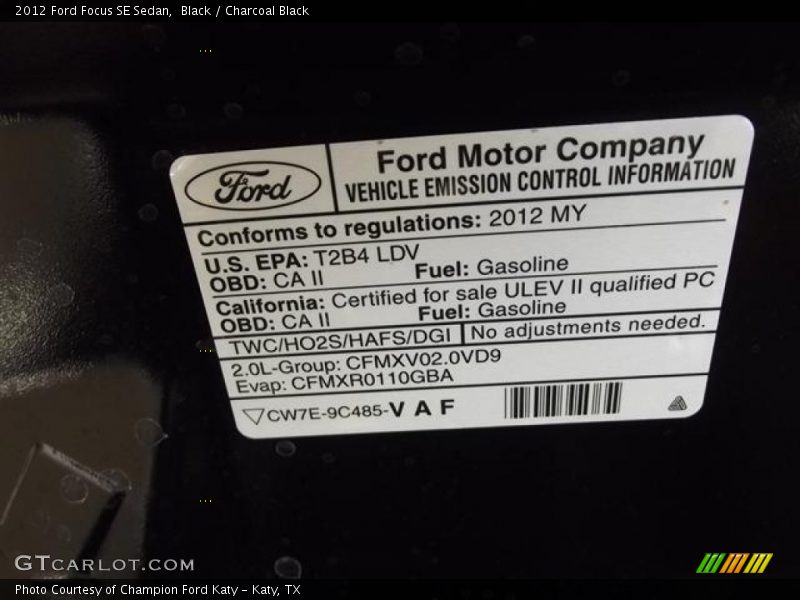 2012 Ford Focus SE Sedan,  Black / Charcoal Black
Ford
Ford Motor Company
VEHICLE EMISSION CONTROL INFORMATION
Conforms to regulations: 2012 MY
U.S. EPA: T2B4 LDV
OBD: CA II Fuel: Gasoline
California: Certified for sale ULEV II qualified PC
OBD: CA II Fuel: Gasoline
TWC/HO2S/HAFS/DGI No adjustments needed.
2.0L-Group: CFMXV02.0VD9
Evap: CFMXR0110GBA
CW7E-9C485-V A F
GTCARLOT.COM
Photo Courtesy of Champion Ford Katy – Katy, TX